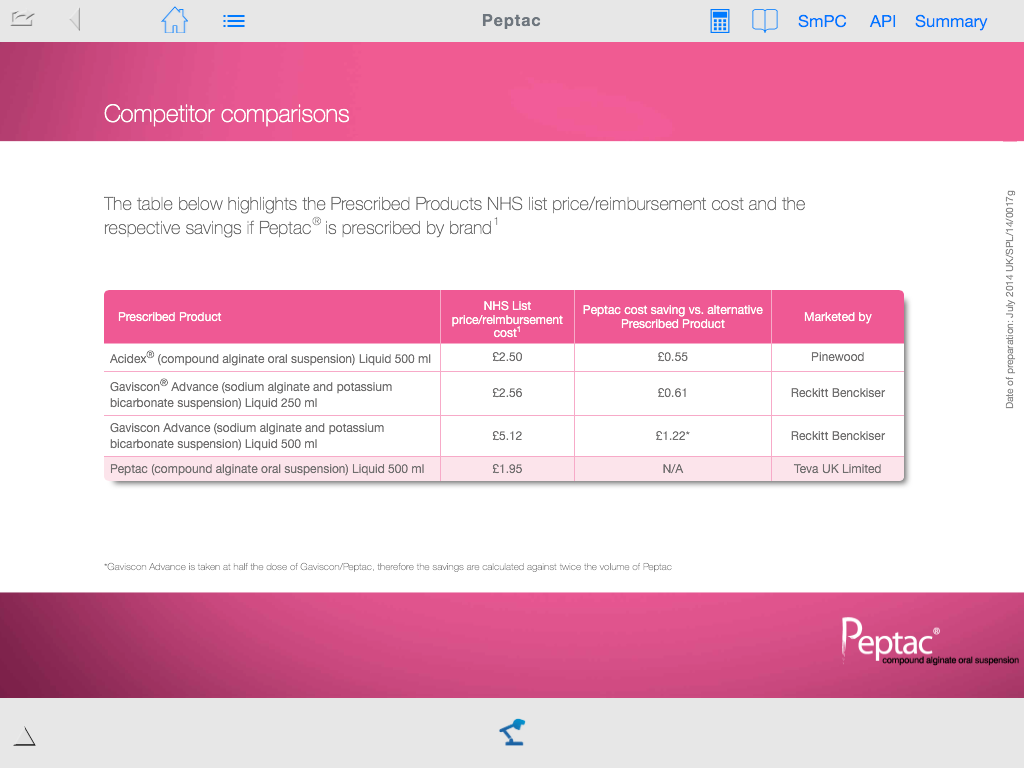 Peptac
SmPC
API
Summary
Competitor comparisons
The table below highlights the Prescribed Products NHS list price/reimbursement cost and the
respective savings if Peptac® is prescribed by brand1
Prescribed Product
NHS List
price/reimbursement
cost1
Peptac cost saving vs. alternative
Prescribed Product
Marketed by
Acidex® (compound alginate oral suspension) Liquid 500 ml
£2.50
£0.55
Pinewood
Gaviscon® Advance (sodium alginate and potassium
bicarbonate suspension) Liquid 250 ml
£2.56
£0.61
Reckitt Benckiser
Gaviscon Advance (sodium alginate and potassium
bicarbonate suspension) Liquid 500 ml
£5.12
£1.22*
Reckitt Benckiser
Peptac (compound alginate oral suspension) Liquid 500 ml
£1.95
N/A
Teva UK Limited
*Gaviscon Advance is taken at half the dose of Gaviscon/Peptac, therefore the savings are calculated against twice the volume of Peptac
Date of preparation: July 2014 UK/SPL/14/0017g
Peptac®
compound alginate oral suspension